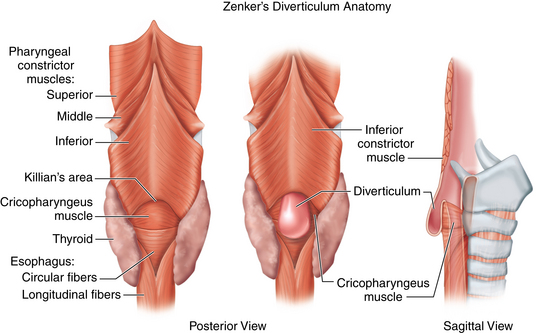 Zenker's Diverticulum Anatomy
Pharyngeal
constrictor
muscles:
Superior
Middle
Inferior
Killian's area
Cricopharyngeus
muscle
Thyroid
Esophagus:
Circular fibers
Longitudinal fibers
Inferior
constrictor
muscle
Diverticulum
Cricopharyngeus
muscle
Posterior View
Sagittal View